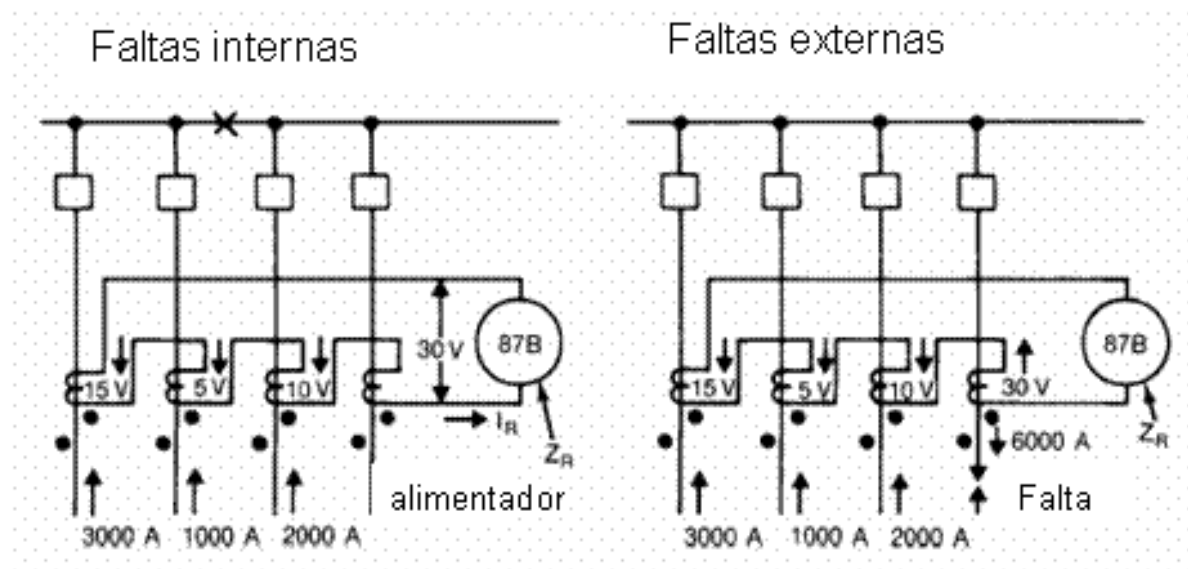 Faltas internas
15 V
5 V
10 V
30 V
87B
I_R
Z_R
alimentador
3000 A
1000 A
2000 A
Faltas externas
15 V
5 V
10 V
30 V
87B
6000 A
Z_R
Falta
3000 A
1000 A
2000 A